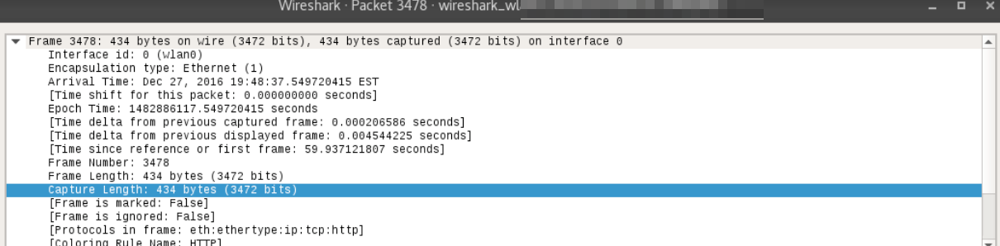 Wireshark · Packet 3478 · wireshark_wl
Frame 3478: 434 bytes on wire (3472 bits), 434 bytes captured (3472 bits) on interface 0
Interface id: 0 (wlan0)
Encapsulation type: Ethernet (1)
Arrival Time: Dec 27, 2016 19:48:37.549720415 EST
[Time shift for this packet: 0.000000000 seconds]
Epoch Time: 1482886117.549720415 seconds
[Time delta from previous captured frame: 0.000206586 seconds]
[Time delta from previous displayed frame: 0.004544225 seconds]
[Time since reference or first frame: 59.937121807 seconds]
Frame Number: 3478
Frame Length: 434 bytes (3472 bits)
Capture Length: 434 bytes (3472 bits)
[Frame is marked: False]
[Frame is ignored: False]
[Protocols in frame: eth:ethertype:ip:tcp:http]
[Coloring Rule Name: HTTP]